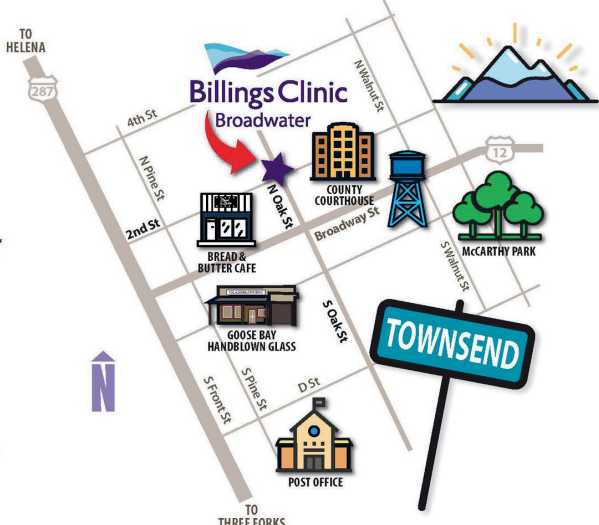 TO
HELENA
287
4th St
Billings Clinic
Broadwater
N Walnut St
N Pine St
12
COUNTY
COURTHOUSE
N Oak St
2nd St
Broadway St
BREAD &
BUTTER CAFE
McCARTHY PARK
S Walnut St
GOOSE BAY
HANDBLOWN GLASS
S Oak St
TOWNSEND
N
S Front St
S Pine St
D St
POST OFFICE
TO
THREE FORKS